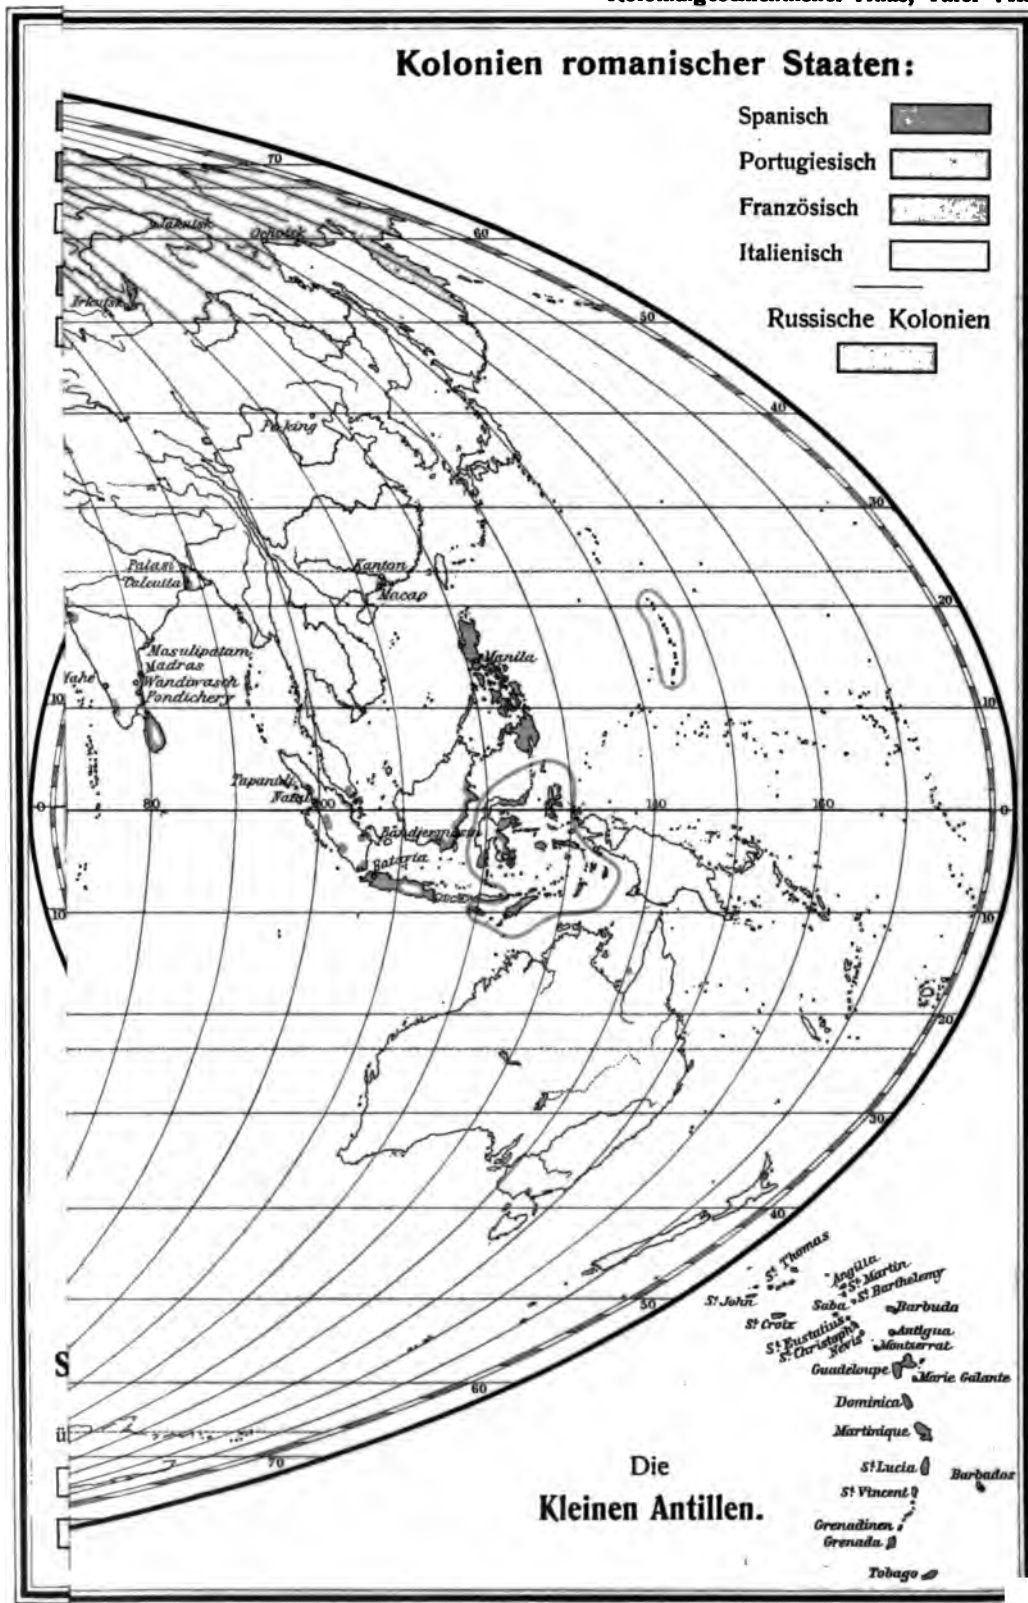 Kolonien romanischer Staaten:
Spanisch
Portugiesisch
Französisch
Italienisch
Russische Kolonien
70
60
50
40
30
20
10
0
10
20
30
40
50
60
70
Jakutsk
Ochotsk
Irkutsk
Peking
Palasi
Calcutta
Kanton
Macao
Masulipatam
Madras
Wandiwasch
Pondichery
Manila
10
0
80
100
140
160
10
Tapanuli
Natal
Bandjermasin
Batavia
S
ü
St. Thomas
St. John
St. Croix
Angilla
St. Martin
St. Barthelemy
Saba
St. Eustatius
St. Christoph
Nevis
Barbuda
Antigua
Montserrat
Guadeloupe
Marie Galante
Dominica
Martinique
St. Lucia
Barbados
St. Vincent
Grenadinen
Grenada
Tobago
Die
Kleinen Antillen.